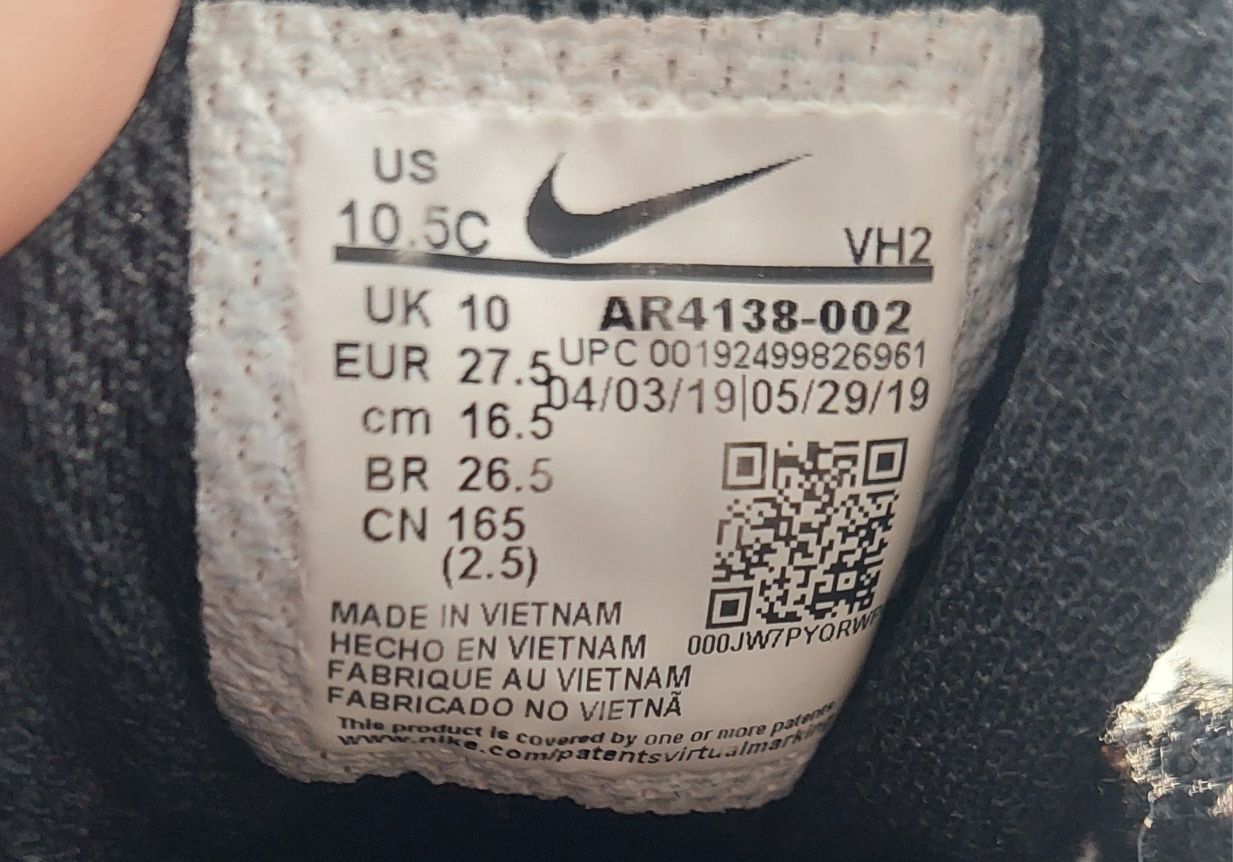 US
10.5C
VH2
UK 10
AR4138-002
EUR 27.5
UPC 00192499826961
04/03/19|05/29/19
cm 16.5
BR 26.5
CN 165
(2.5)
MADE IN VIETNAM
HECHO EN VIETNAM
FABRIQUE AU VIETNAM
FABRICADO NO VIETNÃ
This product is covered by one or more patents